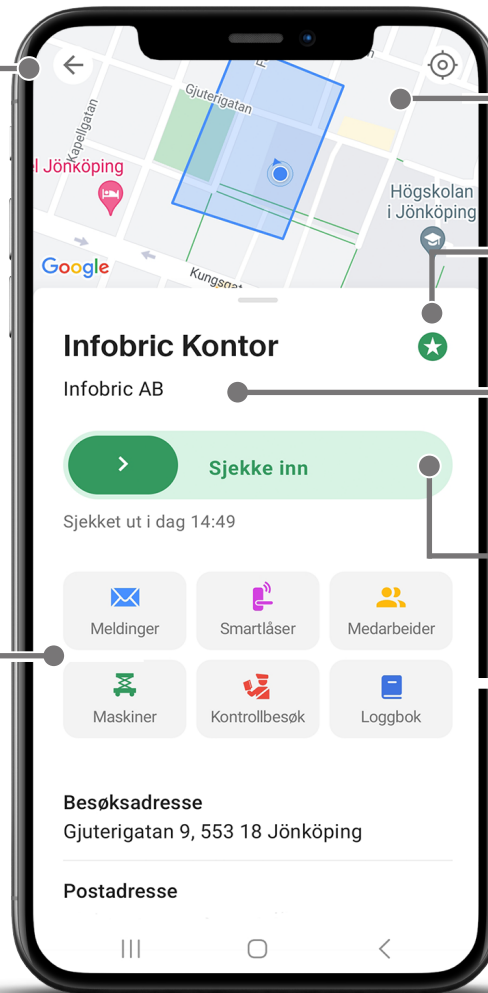 Gjuterigatan
Kapellgatan
l Jönköping
Högskolan
i Jönköping
Google
Infobric Kontor
Infobric AB
Sjekke inn
Sjekket ut i dag 14:49
Meldinger
Smartlåser
Medarbeider
Maskiner
Kontrollbesøk
Loggbok
Besøksadresse
Gjuterigatan 9, 553 18 Jönköping
Postadresse